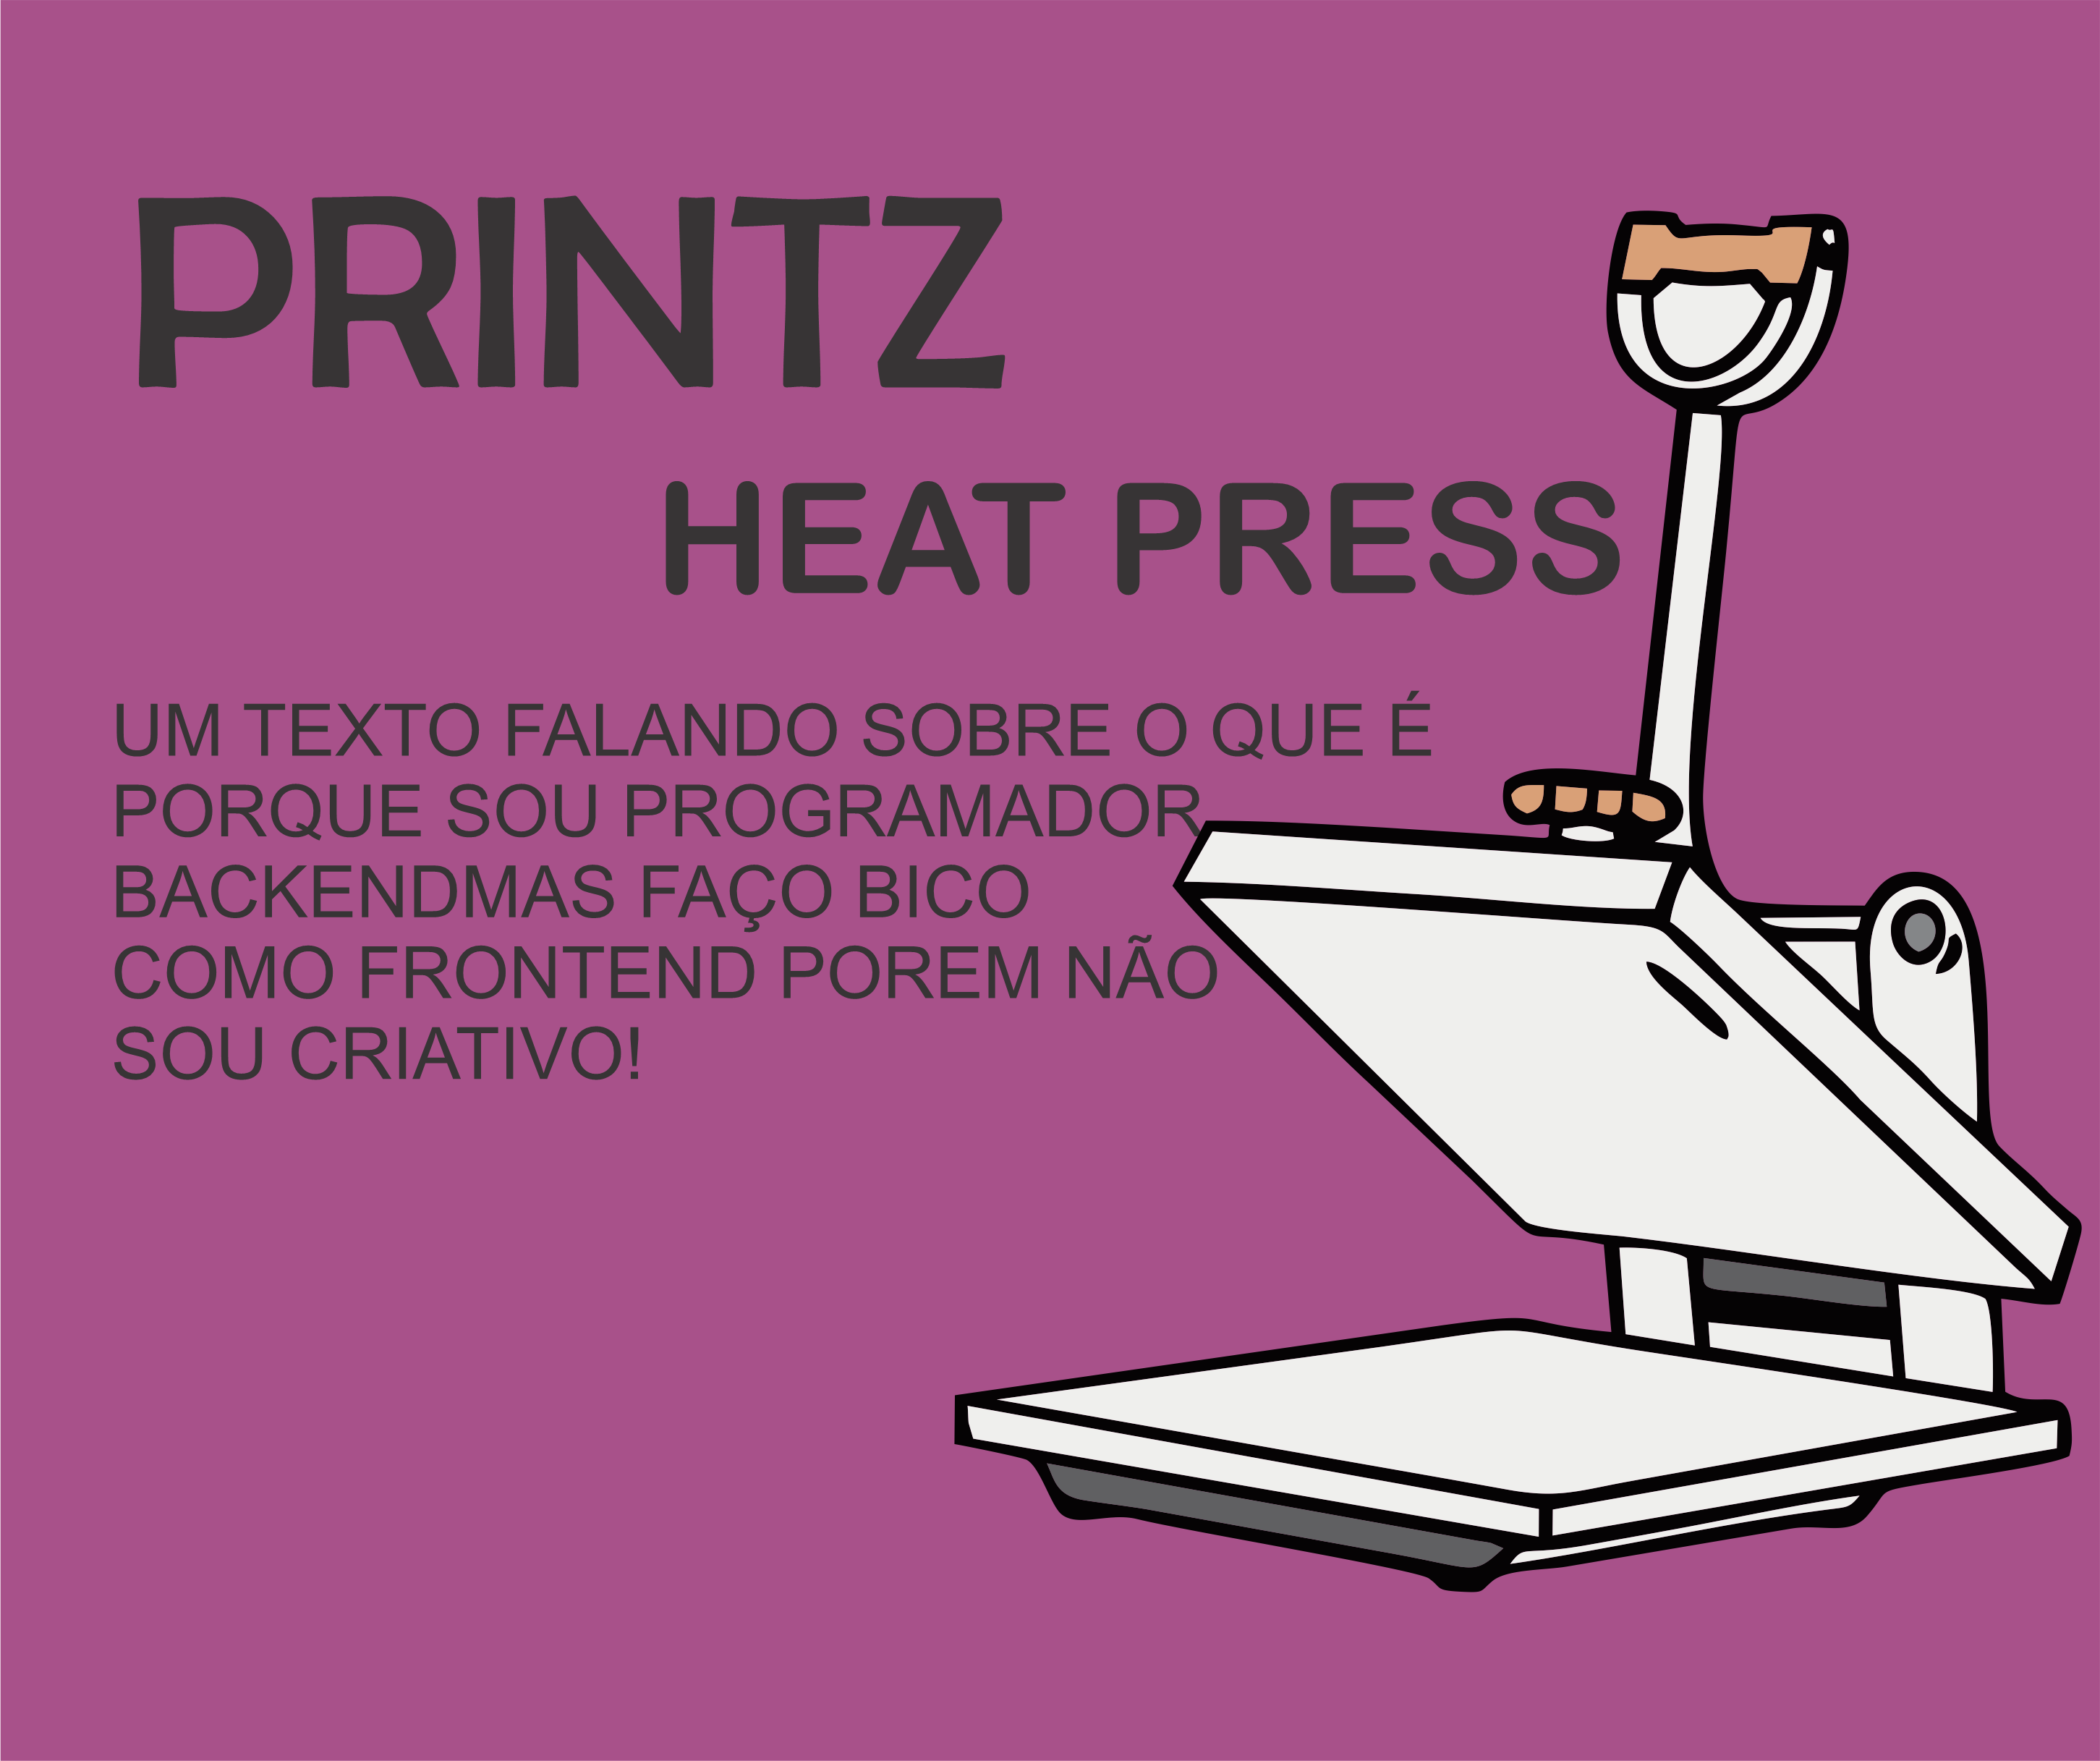 PRINTZ
HEAT PRESS
UM TEXTO FALANDO SOBRE O QUE É
PORQUE SOU PROGRAMADOR
BACKENDMAS FAÇO BICO
COMO FRONTEND POREM NÃO
SOU CRIATIVO!